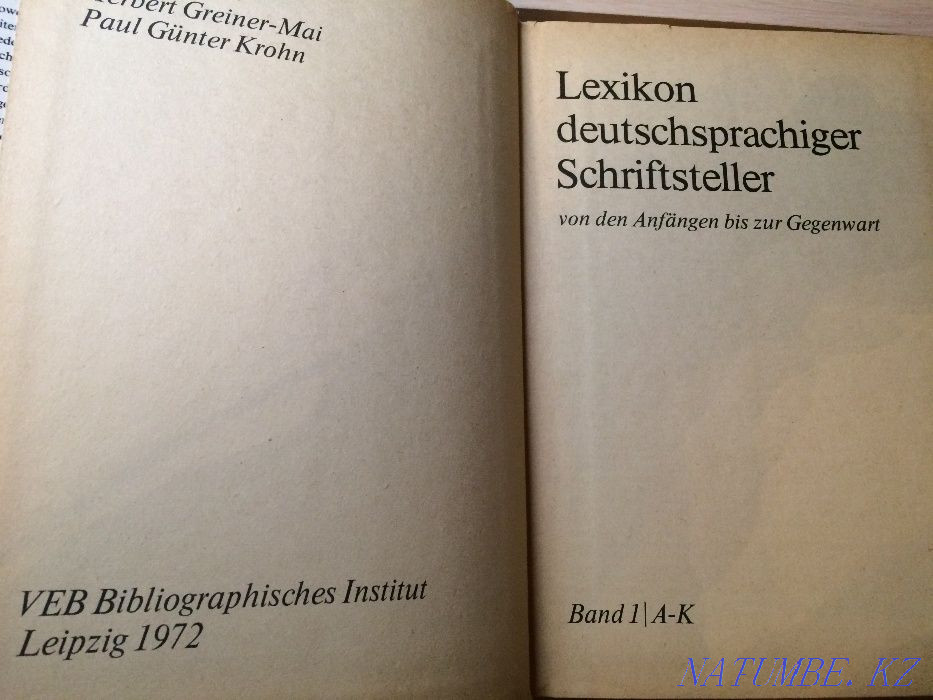 Herbert Greiner-Mai
Paul Günter Krohn
VEB Bibliographisches Institut
Leipzig 1972
Lexikon
deutschsprachiger
Schriftsteller
von den Anfängen bis zur Gegenwart
Band 1|A-K
NATUMBE.KZ